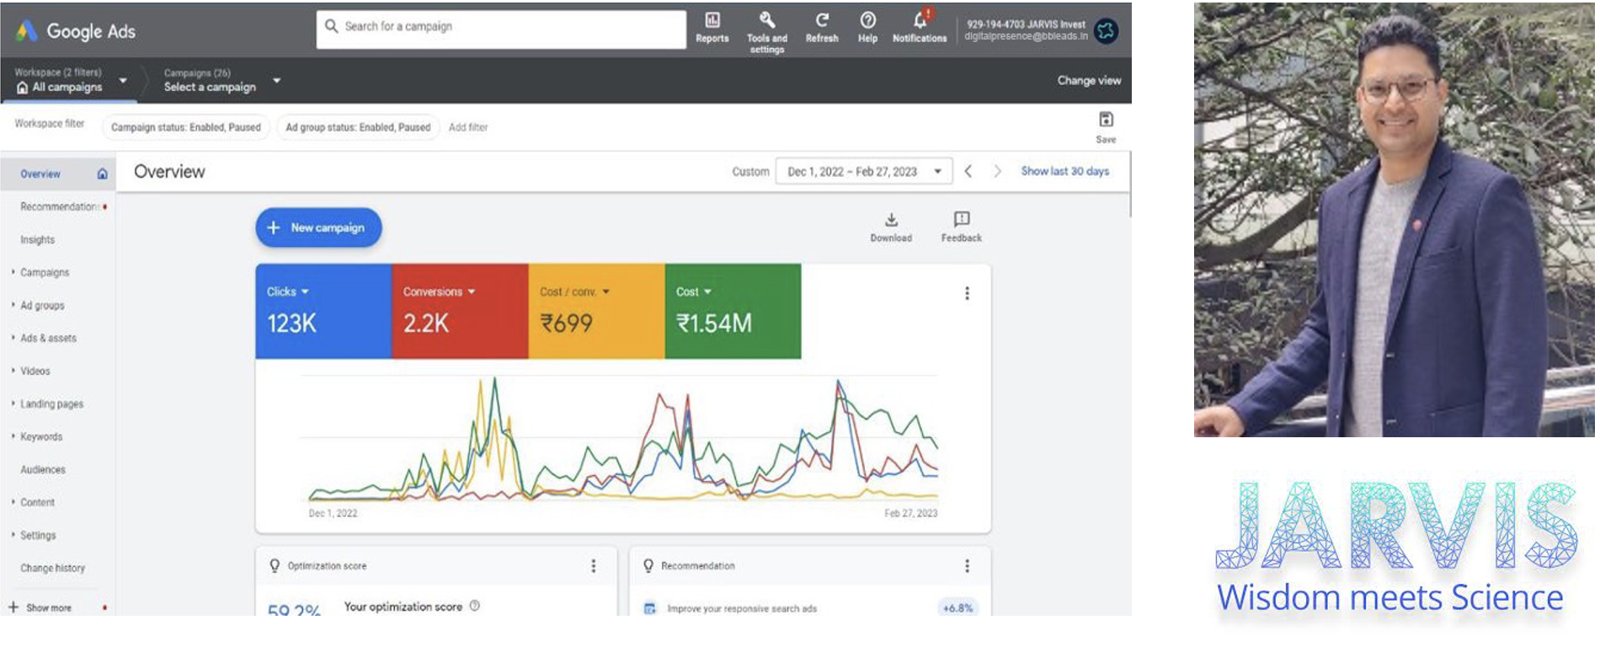 Google Ads
Search for a campaign
Reports
Tools and settings
Refresh
Help
Notifications
929-194-4703 JARVIS Invest
digitalpresence@bbleads.in
Workspace (2 filters)
All campaigns
Campaigns (26)
Select a campaign
Change view
Workspace filter
Campaign status: Enabled, Paused
Ad group status: Enabled, Paused
Add filter
Save
Overview
Recommendations
Insights
Campaigns
Ad groups
Ads & assets
Videos
Landing pages
Keywords
Audiences
Content
Settings
Change history
Show more
Overview
Custom
Dec 1, 2022 – Feb 27, 2023
Show last 30 days
New campaign
Download
Feedback
Clicks
123K
Conversions
2.2K
Cost / conv.
₹699
Cost
₹1.54M
Dec 1, 2022
Feb 27, 2023
Optimization score
59.2%
Your optimization score
Recommendation
Improve your responsive search ads
+6.8%
JARVIS
Wisdom meets Science